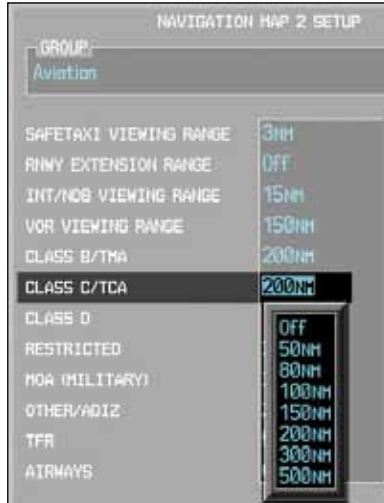 NAVIGATION MAP 2 SETUP
GROUP
Aviation
SAFETAXI VIEWING RANGE 3NM
RNWY EXTENSION RANGE Off
INT/NDB VIEWING RANGE 15NM
VOR VIEWING RANGE 150NM
CLASS B/TMA 200NM
CLASS C/TCA 200NM
CLASS D
RESTRICTED
MOA (MILITARY)
OTHER/ADIZ
TFR
AIRWAYS
Off
50NM
80NM
100NM
150NM
200NM
300NM
500NM